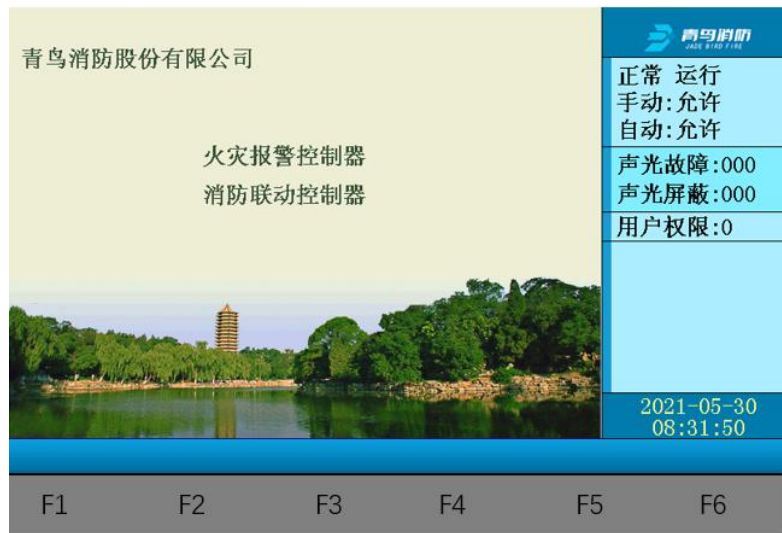 青鸟消防股份有限公司
火灾报警控制器
消防联动控制器
青鸟消防
JADE BIRD FIRE
正常 运行
手动:允许
自动:允许
声光故障:000
声光屏蔽:000
用户权限:0
2021-05-30
08:31:50
F1 F2 F3 F4 F5 F6